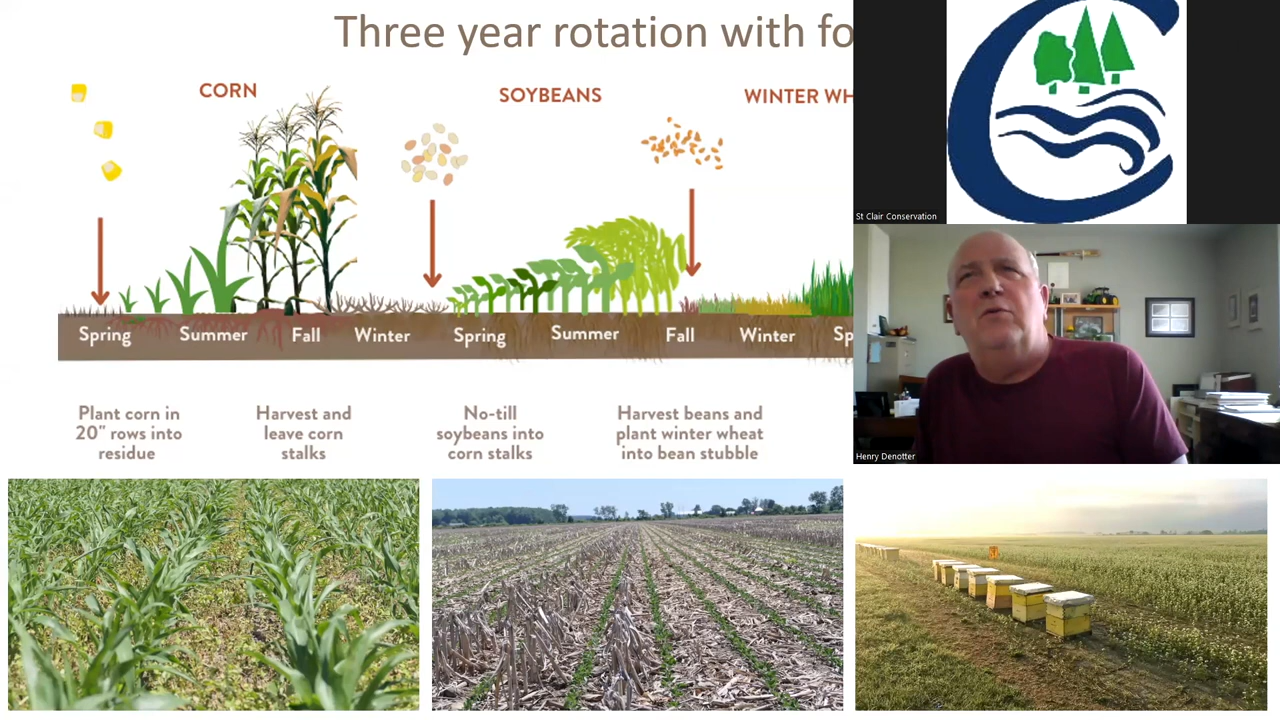 Three year rotation with fo
CORN
SOYBEANS
WINTER WH
Spring
Summer
Fall
Winter
Spring
Summer
Fall
Winter
Sp
Plant corn in
20" rows into
residue
Harvest and
leave corn
stalks
No-till
soybeans into
corn stalks
Harvest beans and
plant winter wheat
into bean stubble
St Clair Conservation
Henry Denotter